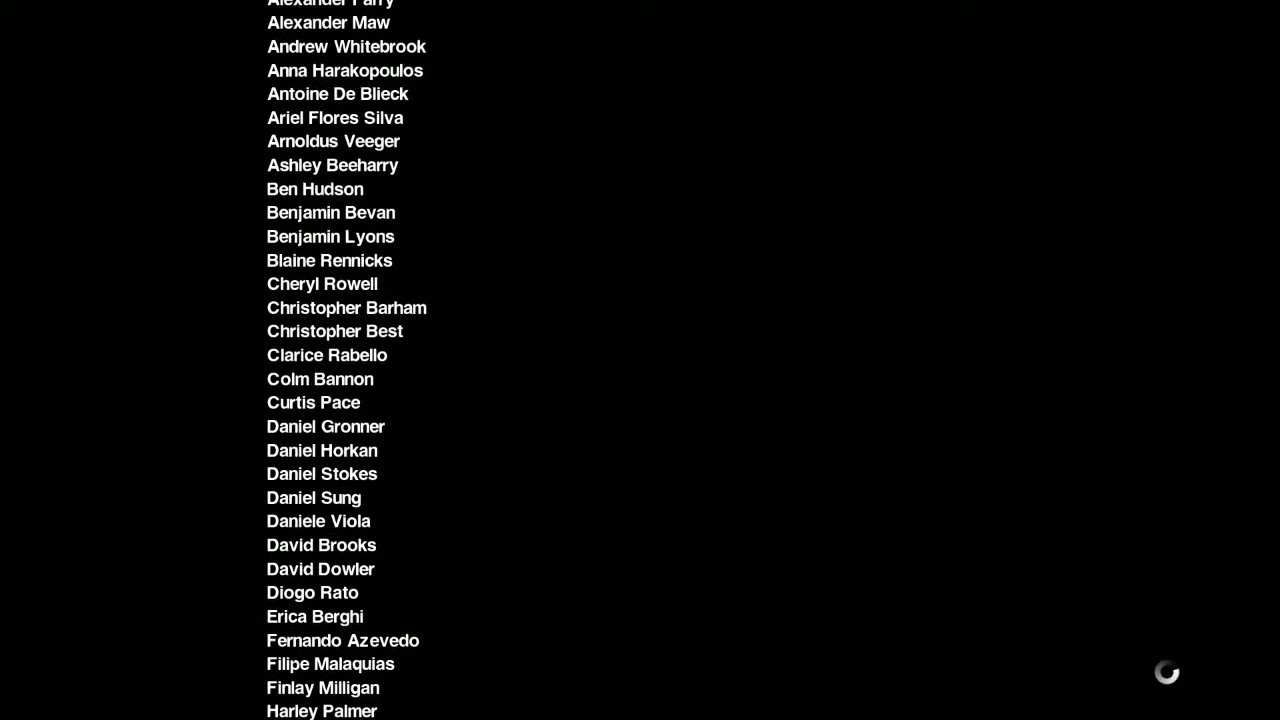 Alexander Parry
Alexander Maw
Andrew Whitebrook
Anna Harakopoulos
Antoine De Blieck
Ariel Flores Silva
Arnoldus Veeger
Ashley Beeharry
Ben Hudson
Benjamin Bevan
Benjamin Lyons
Blaine Rennicks
Cheryl Rowell
Christopher Barham
Christopher Best
Clarice Rabello
Colm Bannon
Curtis Pace
Daniel Gronner
Daniel Horkan
Daniel Stokes
Daniel Sung
Daniele Viola
David Brooks
David Dowler
Diogo Rato
Erica Berghi
Fernando Azevedo
Filipe Malaquias
Finlay Milligan
Harley Palmer